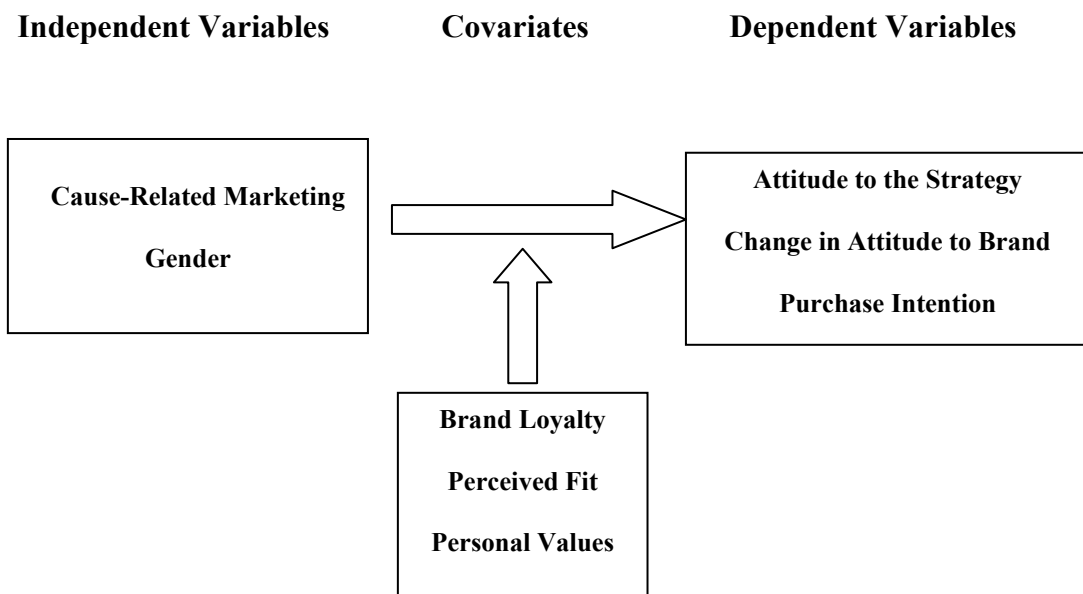 Independent Variables
Covariates
Dependent Variables
Cause-Related Marketing
Gender
Attitude to the Strategy
Change in Attitude to Brand
Purchase Intention
Brand Loyalty
Perceived Fit
Personal Values